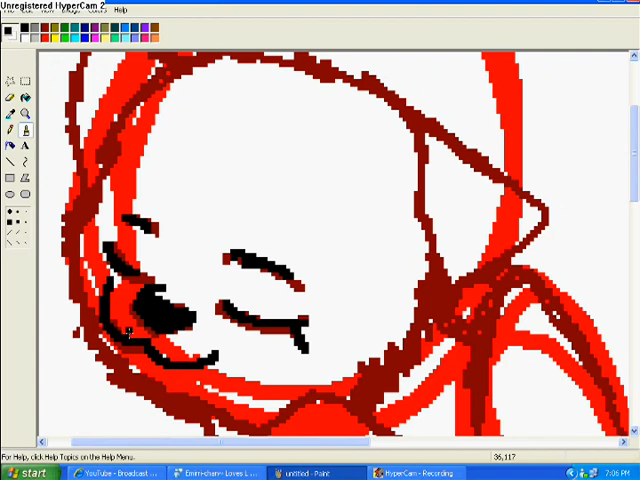 Unregistered HyperCam 2
Help
For Help, click Help Topics on the Help Menu.
36,117
start
YouTube - Broadcast ...
Emmi-chan~ Loves L...
untitled - Paint
HyperCam - Recording
7:06 PM